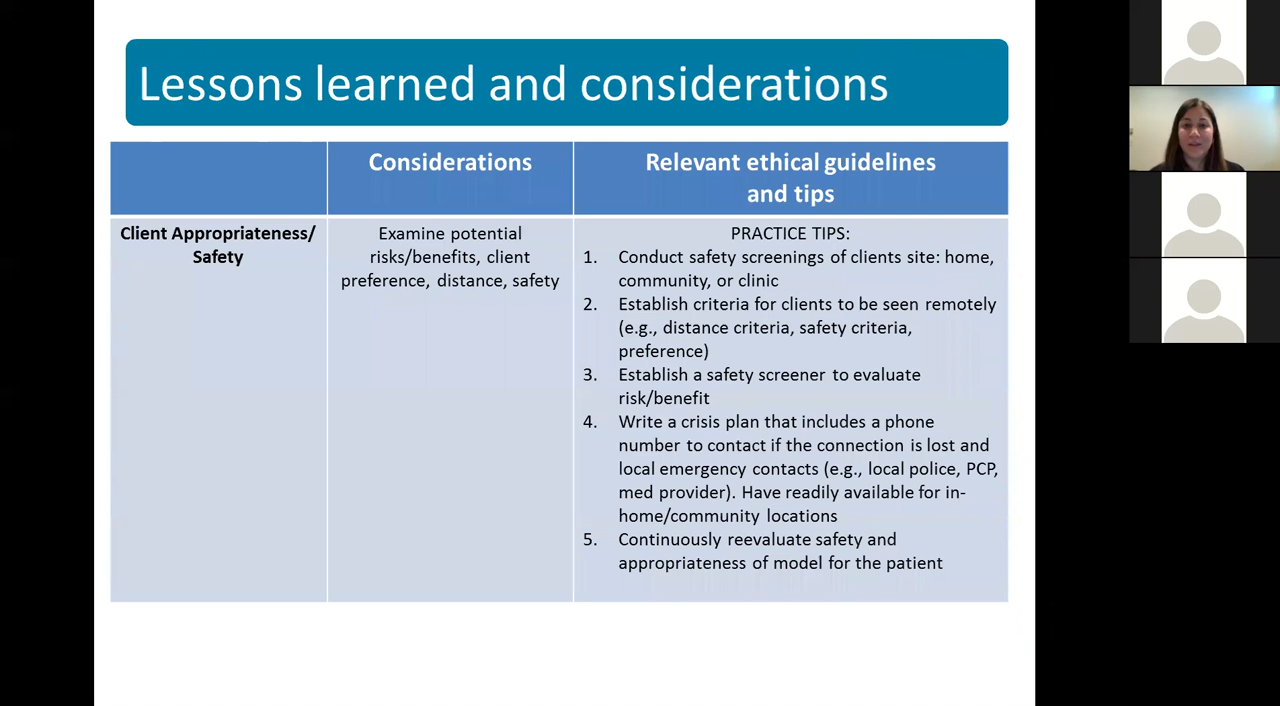 Lessons learned and considerations
Considerations
Relevant ethical guidelines
and tips
Client Appropriateness/
Safety
Examine potential
risks/benefits, client
preference, distance, safety
PRACTICE TIPS:
1. Conduct safety screenings of clients site: home,
community, or clinic
2. Establish criteria for clients to be seen remotely
(e.g., distance criteria, safety criteria,
preference)
3. Establish a safety screener to evaluate
risk/benefit
4. Write a crisis plan that includes a phone
number to contact if the connection is lost and
local emergency contacts (e.g., local police, PCP,
med provider). Have readily available for in-
home/community locations
5. Continuously reevaluate safety and
appropriateness of model for the patient